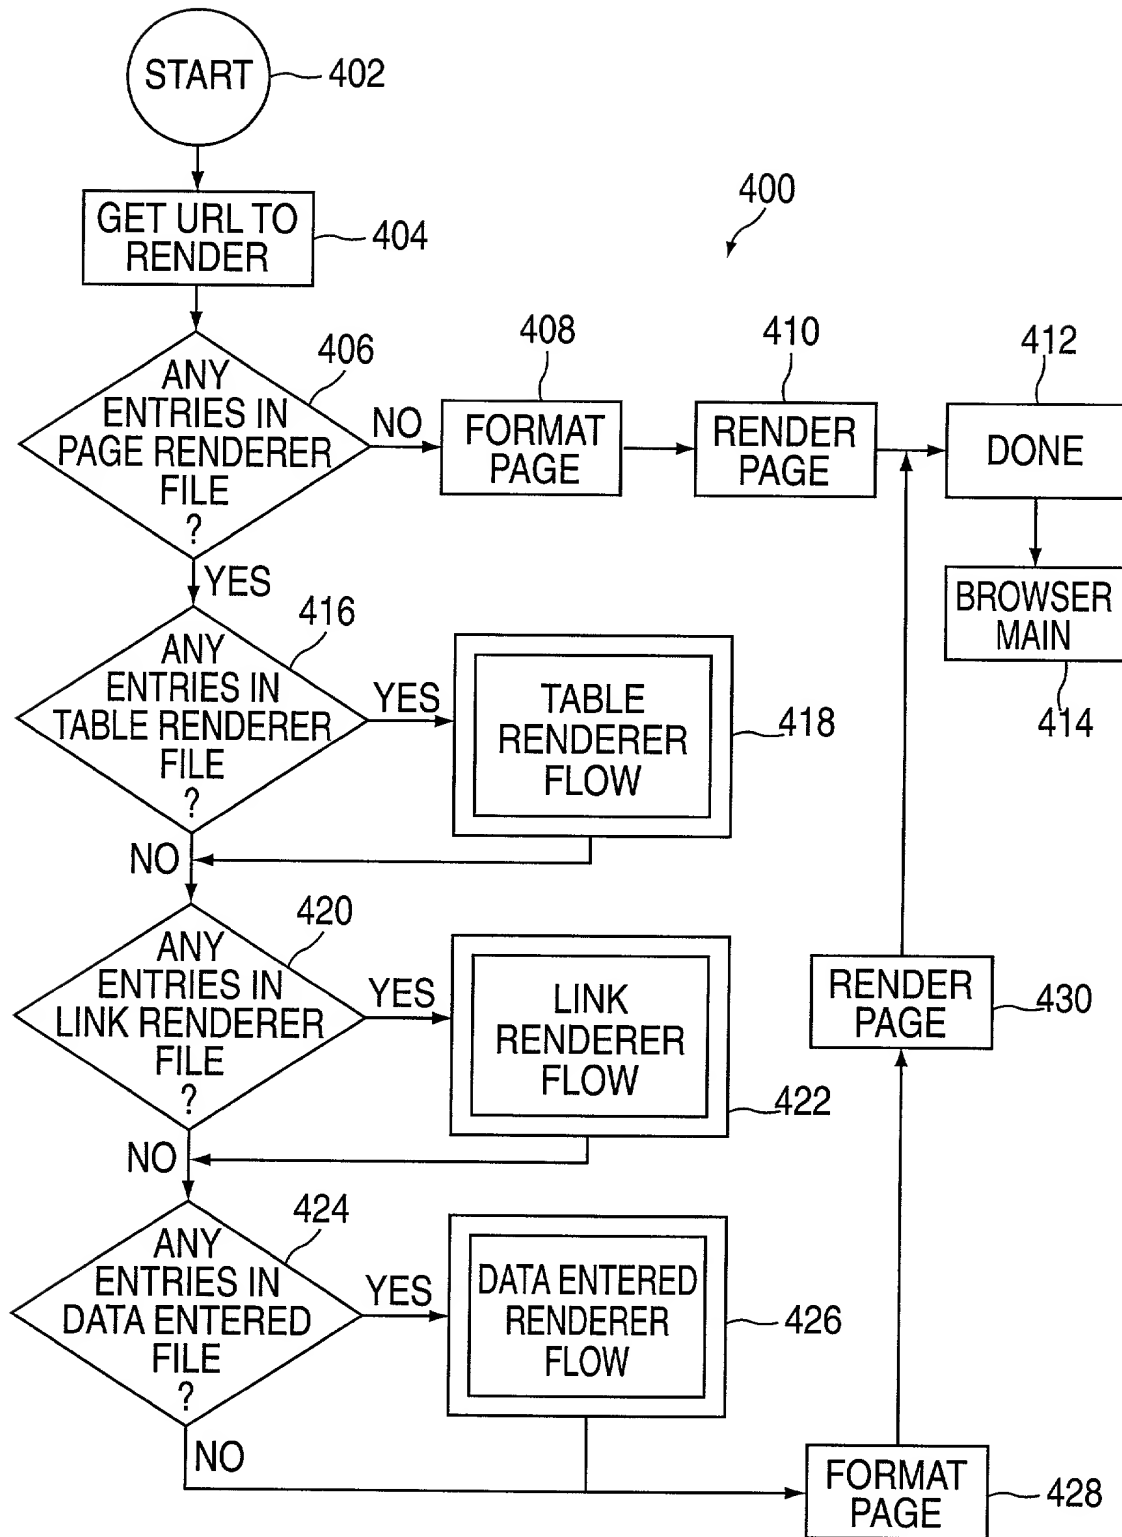 START
402
GET URL TO
RENDER
404
400
ANY
ENTRIES IN
PAGE RENDERER
FILE
?
406
NO
408
FORMAT
PAGE
410
RENDER
PAGE
412
DONE
BROWSER
MAIN
414
YES
ANY
ENTRIES IN
TABLE RENDERER
FILE
?
416
YES
TABLE
RENDERER
FLOW
418
NO
ANY
ENTRIES IN
LINK RENDERER
FILE
?
420
YES
LINK
RENDERER
FLOW
422
RENDER
PAGE
430
NO
ANY
ENTRIES IN
DATA ENTERED
FILE
?
424
YES
DATA ENTERED
RENDERER
FLOW
426
NO
FORMAT
PAGE
428